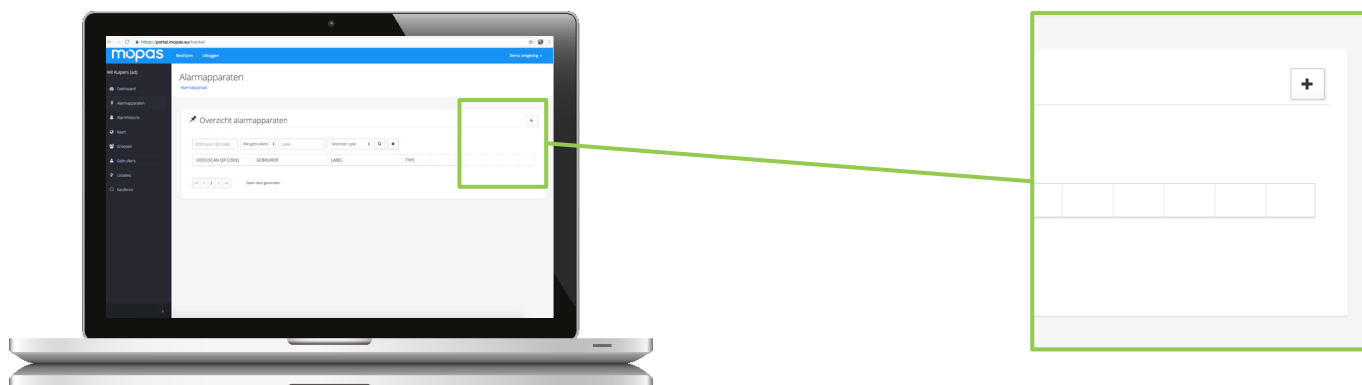 https://portal.mopas.eu/tracker
mopas
Bedrijven Uitloggen
Demo omgeving
Wil Kuipers (ad)
Dashboard
Alarmapparaten
Alarmhistorie
Kaart
Groepen
Gebruikers
Locaties
Geofence
Alarmapparaten
Alarmapparaat
Overzicht alarmapparaten
+
UDID (scan QR code) Alle gebruikers Label Selecteer type
UDID (SCAN QR CODE) GEBRUIKER LABEL TYPE
<< < 1 > >> Geen data gevonden
+